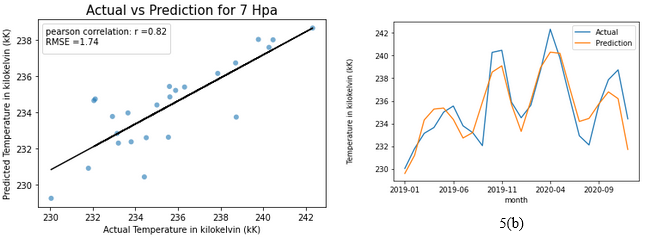 Actual vs Prediction for 7 Hpa
pearson correlation: r =0.82
RMSE =1.74
Predicted Temperature in kilokelvin (kK)
238
236
234
232
230
230 232 234 236 238 240 242
Actual Temperature in kilokelvin (kK)
Actual
Prediction
Temperature in kilokelvin (kK)
242
240
238
236
234
232
230
2019-01 2019-06 2019-11 2020-04 2020-09
month
5(b)